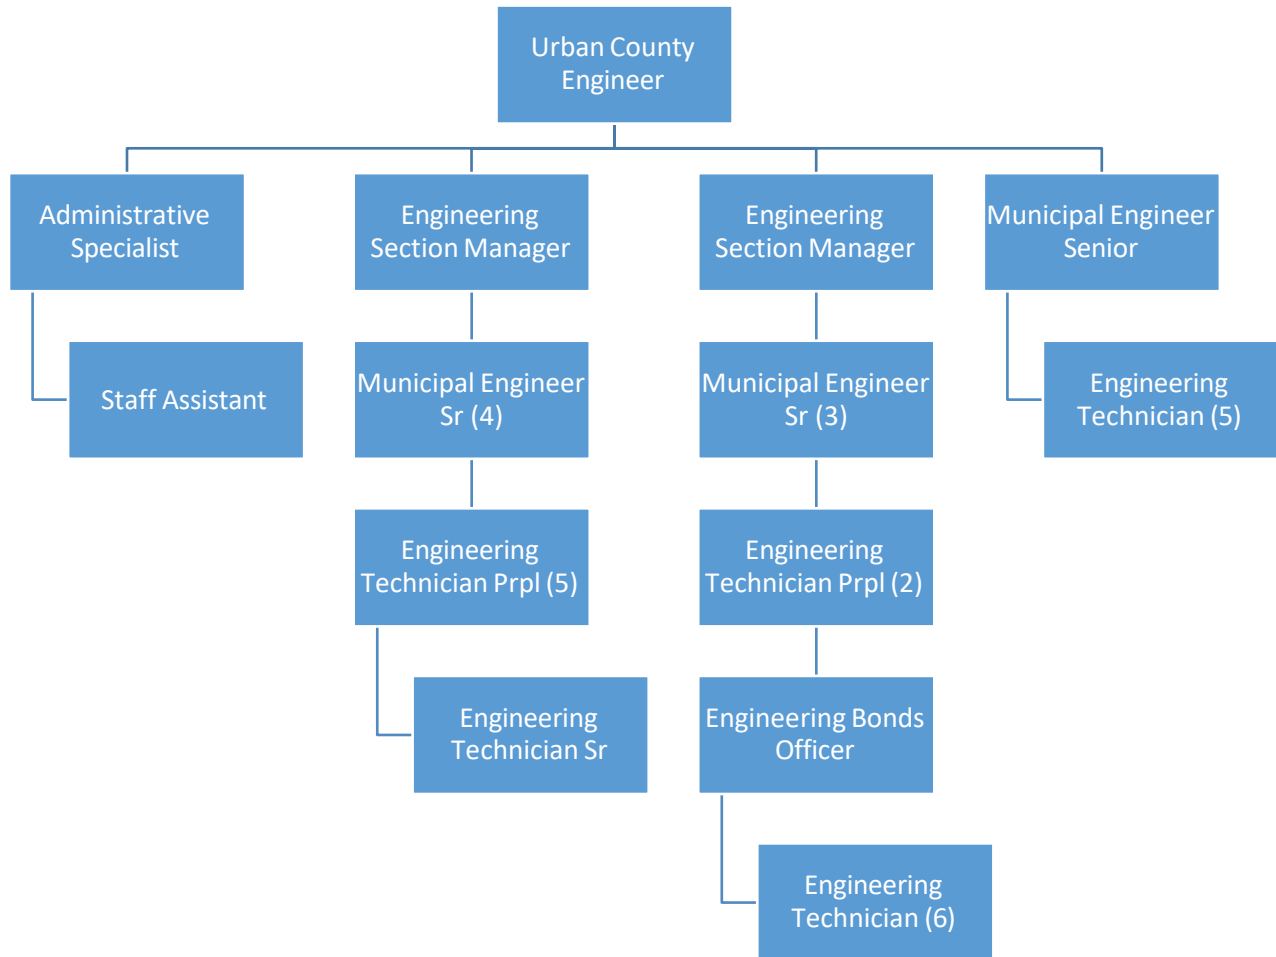 Urban County
Engineer
Administrative
Specialist
Engineering
Section Manager
Engineering
Section Manager
Municipal Engineer
Senior
Staff Assistant
Municipal Engineer
Sr (4)
Municipal Engineer
Sr (3)
Engineering
Technician (5)
Engineering
Technician Prpl (5)
Engineering
Technician Prpl (2)
Engineering
Technician Sr
Engineering Bonds
Officer
Engineering
Technician (6)